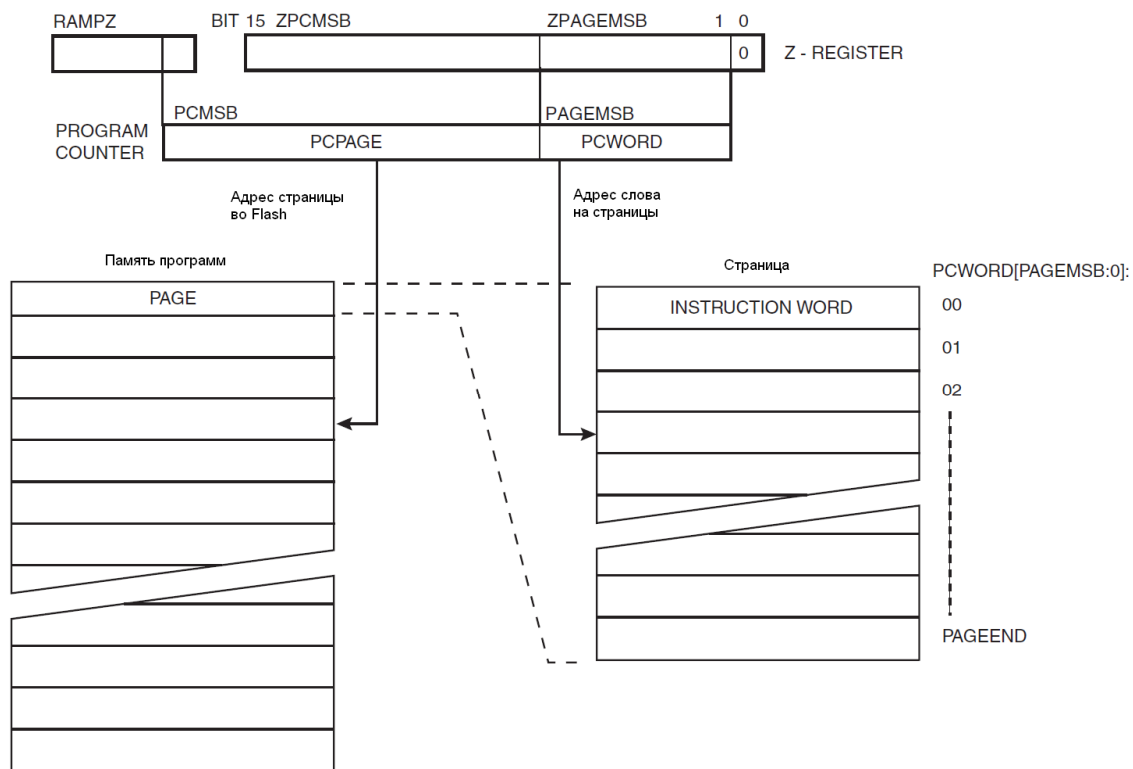 RAMPZ BIT 15 ZPCMSB ZPAGEMSB 1 0
0 Z - REGISTER
PCMSB PAGEMSB
PROGRAM
COUNTER
PCPAGE PCWORD
Адрес страницы
во Flash
Адрес слова
на страницы
Память программ
Страница
PCWORD[PAGEMSB:0]:
PAGE
INSTRUCTION WORD
00
01
02
PAGEEND